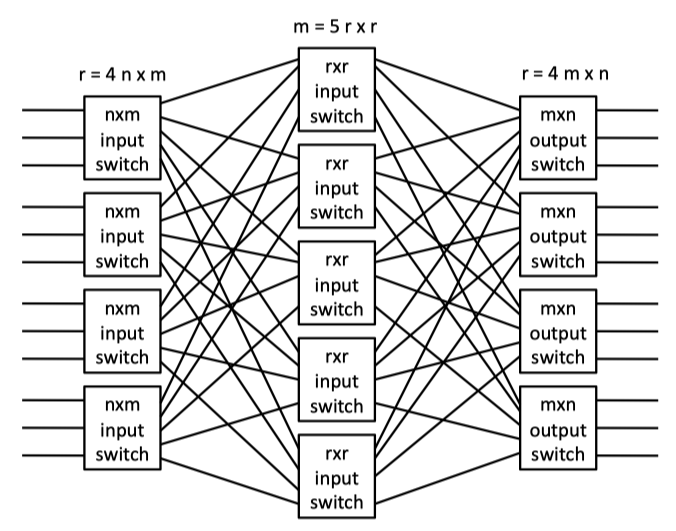 m = 5 r x r
r = 4 n x m
r = 4 m x n
nxm
input
switch
nxm
input
switch
nxm
input
switch
nxm
input
switch
rxr
input
switch
rxr
input
switch
rxr
input
switch
rxr
input
switch
rxr
input
switch
mxn
output
switch
mxn
output
switch
mxn
output
switch
mxn
output
switch